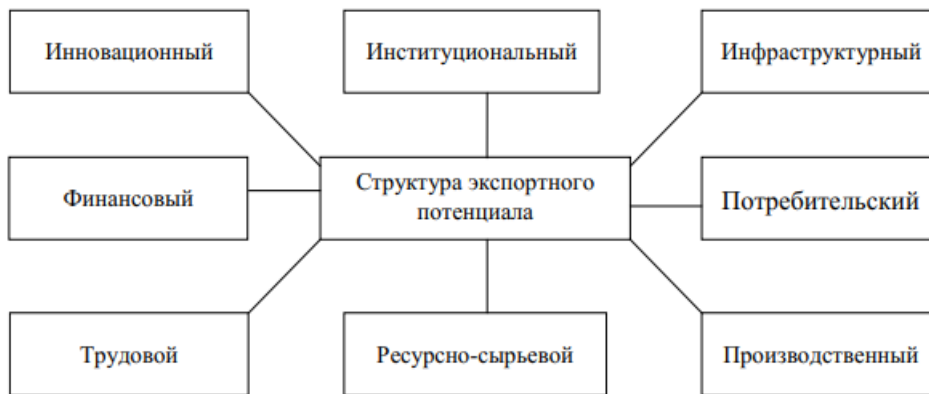 Инновационный
Институциональный
Инфраструктурный
Финансовый
Структура экспортного
потенциала
Потребительский
Трудовой
Ресурсно-сырьевой
Производственный